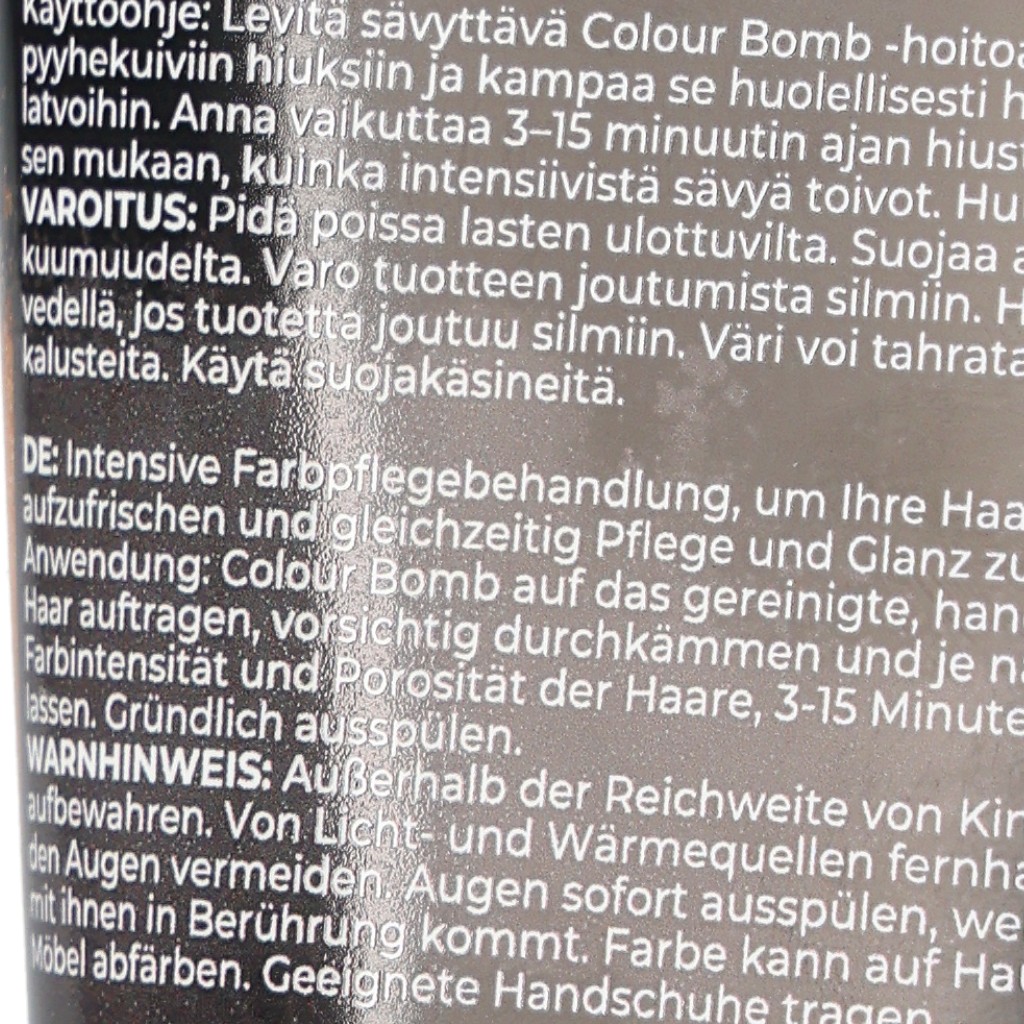 Käyttöohje: Levitä sävyttävä Colour Bomb -hoitoa
pyyhekuiviin hiuksiin ja kampaa se huolellisesti
latvoihin. Anna vaikuttaa 3–15 minuutin ajan hius
sen mukaan, kuinka intensiivistä sävyä toivot. Hu
VAROITUS: Pidä poissa lasten ulottuvilta. Suojaa
kuumuudelta. Varo tuotteen joutumista silmiin.
vedellä, jos tuotetta joutuu silmiin. Väri voi tahrata
kalusteita. Käytä suojakäsineitä.
DE: Intensive Farbpflegebehandlung, um Ihre Haa
aufzufrischen und gleichzeitig Pflege und Glanz zu
Anwendung: Colour Bomb auf das gereinigte, han
Haar auftragen, vorsichtig durchkämmen und je na
Farbintensität und Porosität der Haare, 3-15 Minute
lassen. Gründlich ausspülen.
WARNHINWEIS: Außerhalb der Reichweite von Kin
aufbewahren. Von Licht- und Wärmequellen fernha
den Augen vermeiden. Augen sofort ausspülen, we
mit ihnen in Berührung kommt. Farbe kann auf Hau
Möbel abfärben. Geeignete Handschuhe tragen.